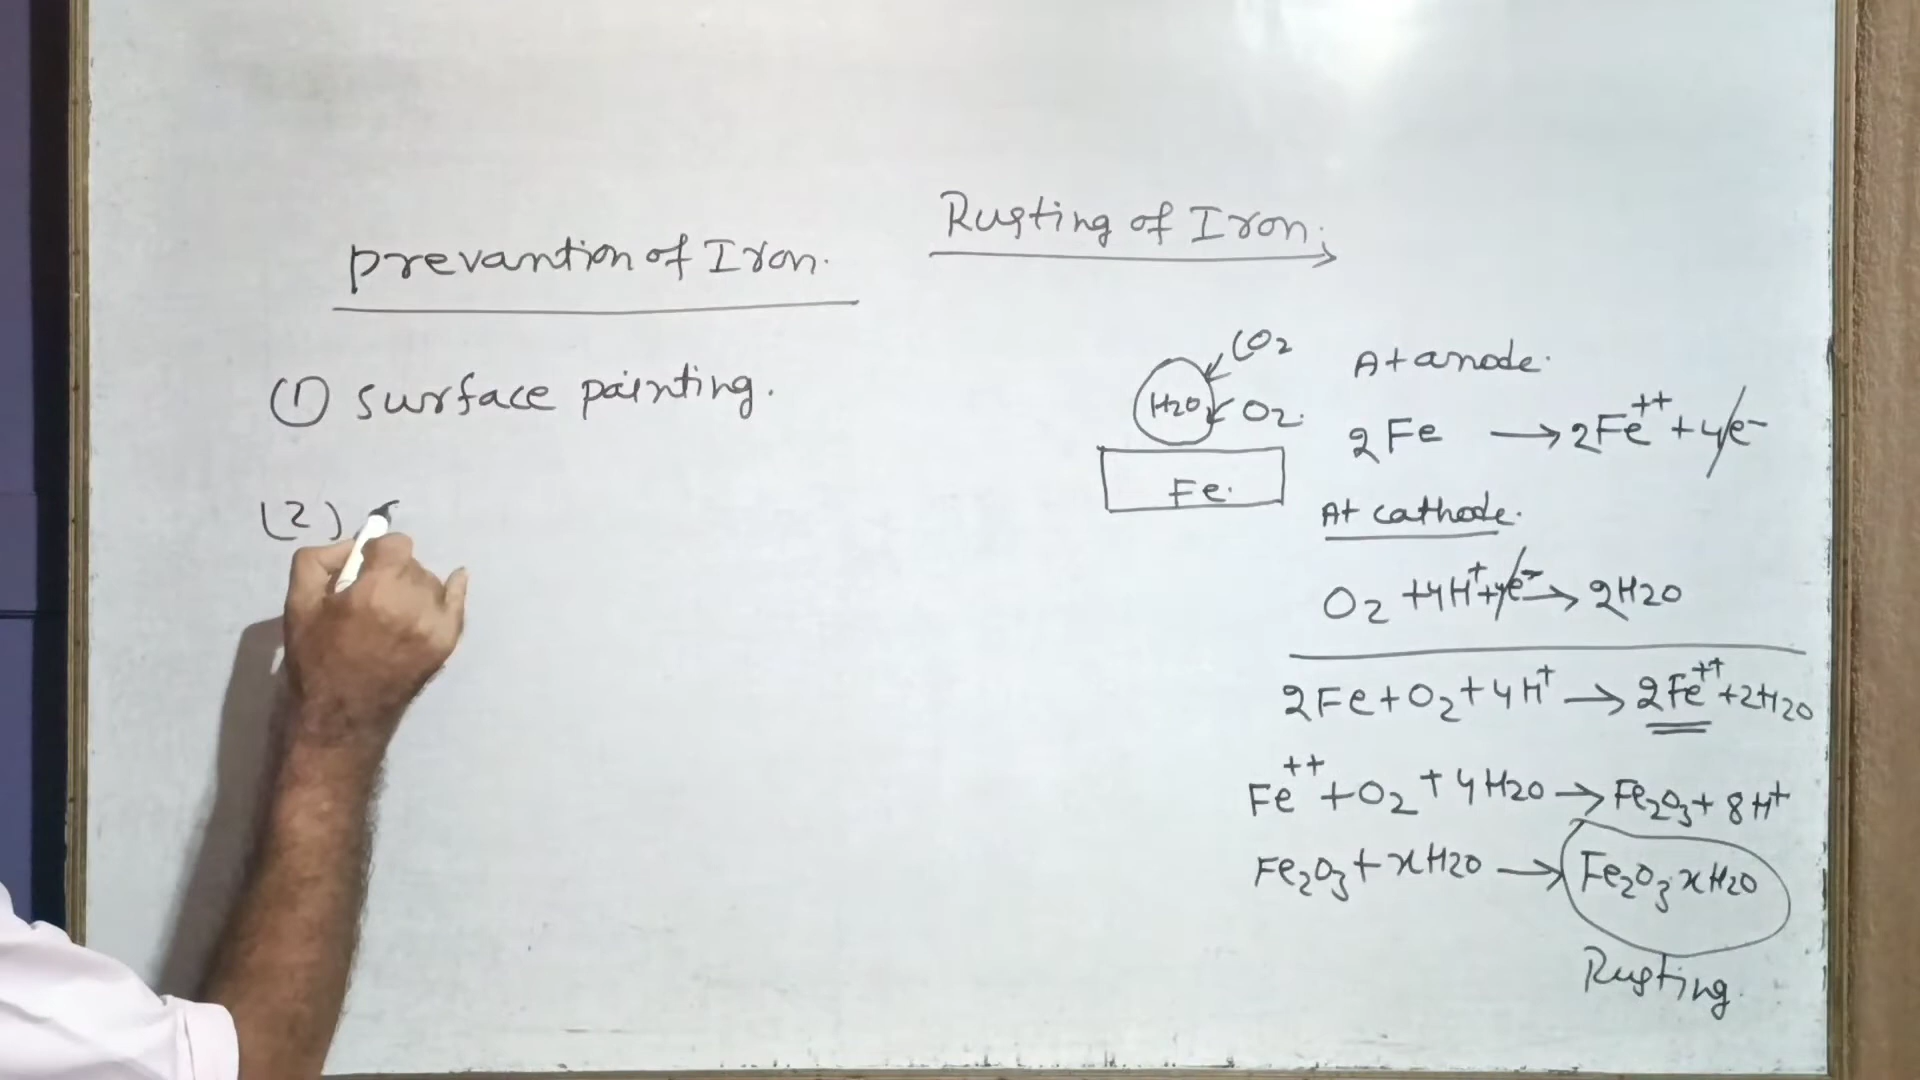 prevantion of Iron.
① surface painting.
(2)
Rusting of Iron.
CO2
H2O
O2.
Fe.
At anode.
2Fe → 2Fe++ + 4e-
At cathode.
O2 + 4H+ + 4e- → 2H2O
2Fe + O2 + 4H+ → 2Fe++ + 2H2O
Fe++ + O2 + 4H2O → Fe2O3 + 8H+
Fe2O3 + xH2O → Fe2O3 xH2O
Rusting.